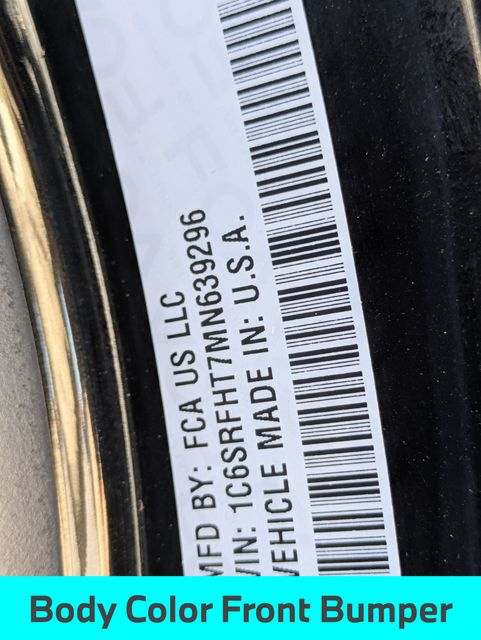 MFD BY: FCA US LLC
VIN: 1C6SRFHT7MN639296
VEHICLE MADE IN: U.S.A.
Body Color Front Bumper